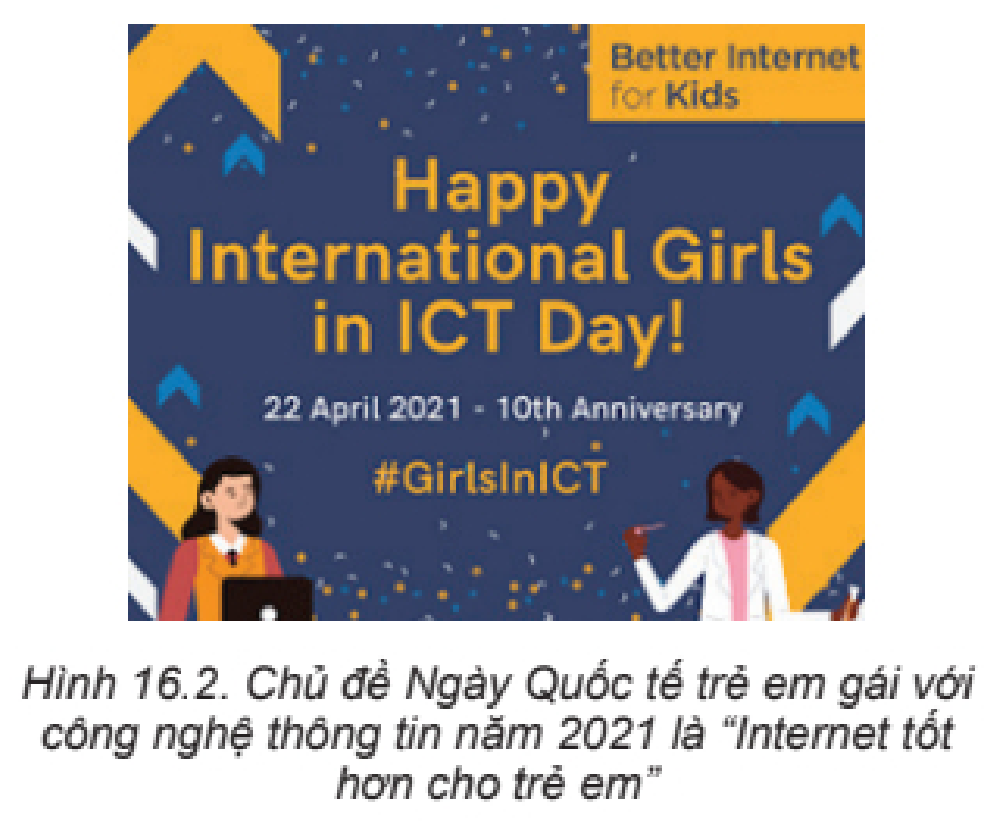 Better Internet
for Kids
Happy
International Girls
in ICT Day!
22 April 2021 - 10th Anniversary
#GirlsInICT
Hình 16.2. Chủ đề Ngày Quốc tế trẻ em gái với
công nghệ thông tin năm 2021 là “Internet tốt
hơn cho trẻ em”